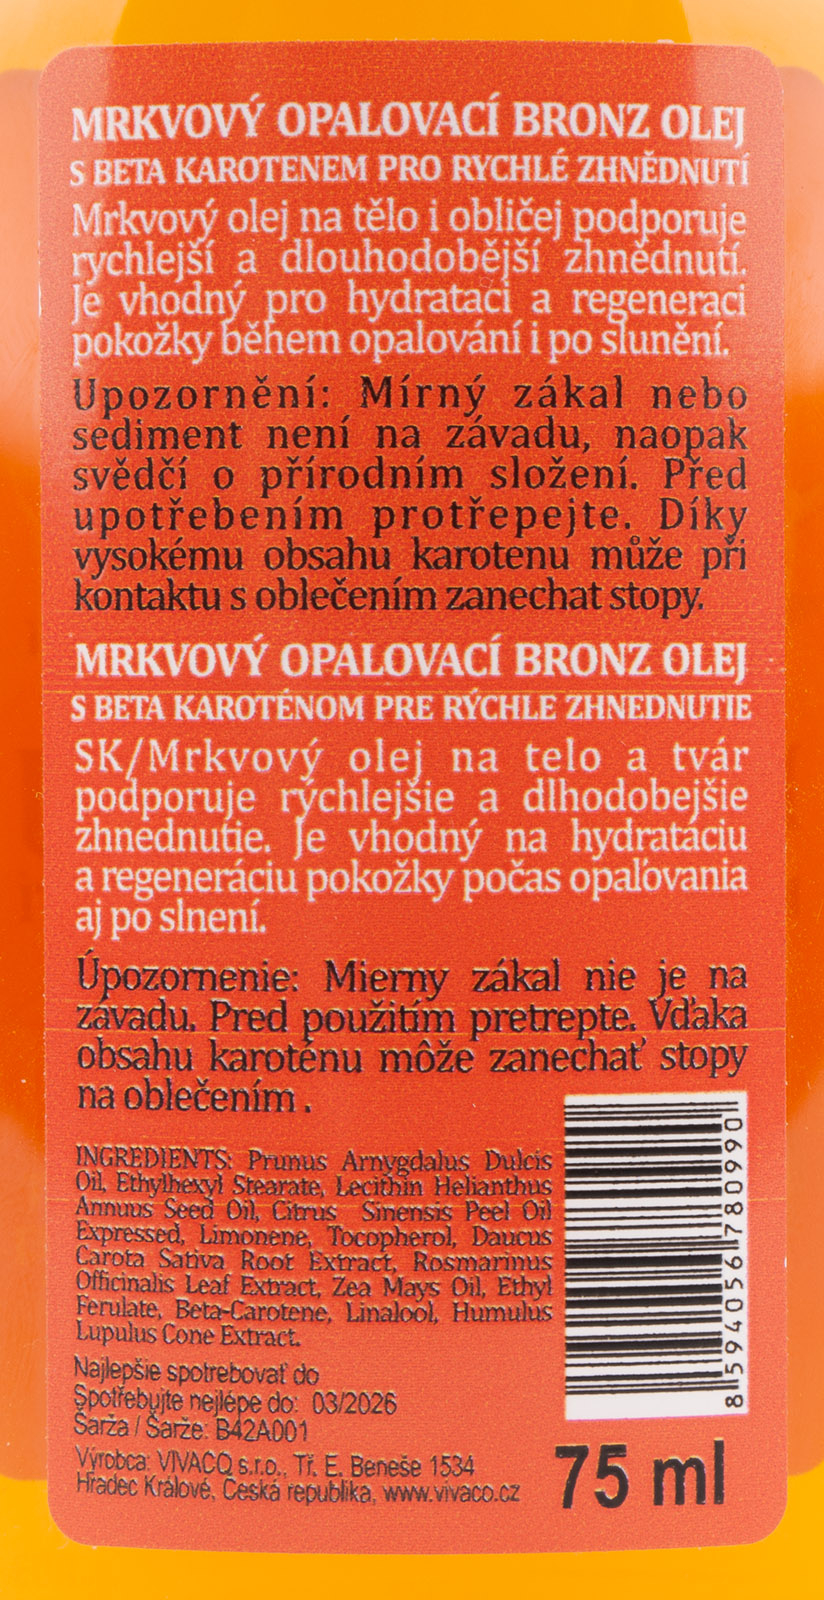 MRKVOVÝ OPALOVACÍ BRONZ OLEJ
S BETA KAROTENEM PRO RYCHLÉ ZHNĚDNUTÍ
Mrkvový olej na tělo i obličej podporuje
rychlejší a dlouhodobější zhnědnutí.
Je vhodný pro hydrataci a regeneraci
pokožky během opalování i po slunění.
Upozornění: Mírný zákal nebo
sediment není na závadu, naopak
svědčí o přírodním složení. Před
upotřebením protřepejte. Díky
vysokému obsahu karotenu může při
kontaktu s oblečením zanechat stopy.
MRKVOVÝ OPALOVACÍ BRONZ OLEJ
S BETA KAROTÉNOM PRE RÝCHLE ZHNEDNUTIE
SK/Mrkvový olej na telo a tvár
podporuje rýchlejšie a dlhodobejšie
zhnednutie. Je vhodný na hydratáciu
a regeneráciu pokožky počas opaľovania
aj po slnení.
Úpozornenie: Mierny zákal nie je na
závadu. Pred použitím pretrepte. Vďaka
obsahu karoténu môže zanechať stopy
na oblečením .
INGREDIENTS: Prunus Amygdalus Dulcis
Oil, Ethylhexyl Stearate, Lecithin Helianthus
Annuus Seed Oil, Citrus Sinensis Peel Oil
Expressed, Limonene, Tocopherol, Daucus
Carota Sativa Root Extract, Rosmarinus
Officinalis Leaf Extract, Zea Mays Oil, Ethyl
Ferulate, Beta-Carotene, Linalool, Humulus
Lupulus Cone Extract.
Najlepšie spotrebovať do
Spotřebujte nejlépe do: 03/2026
Šarža / Šarže: B42A001
Výrobca: VIVACO s.r.o., Tř. E. Beneše 1534
Hradec Králové, Česká republika, www.vivaco.cz
8 594056 780990
75 ml